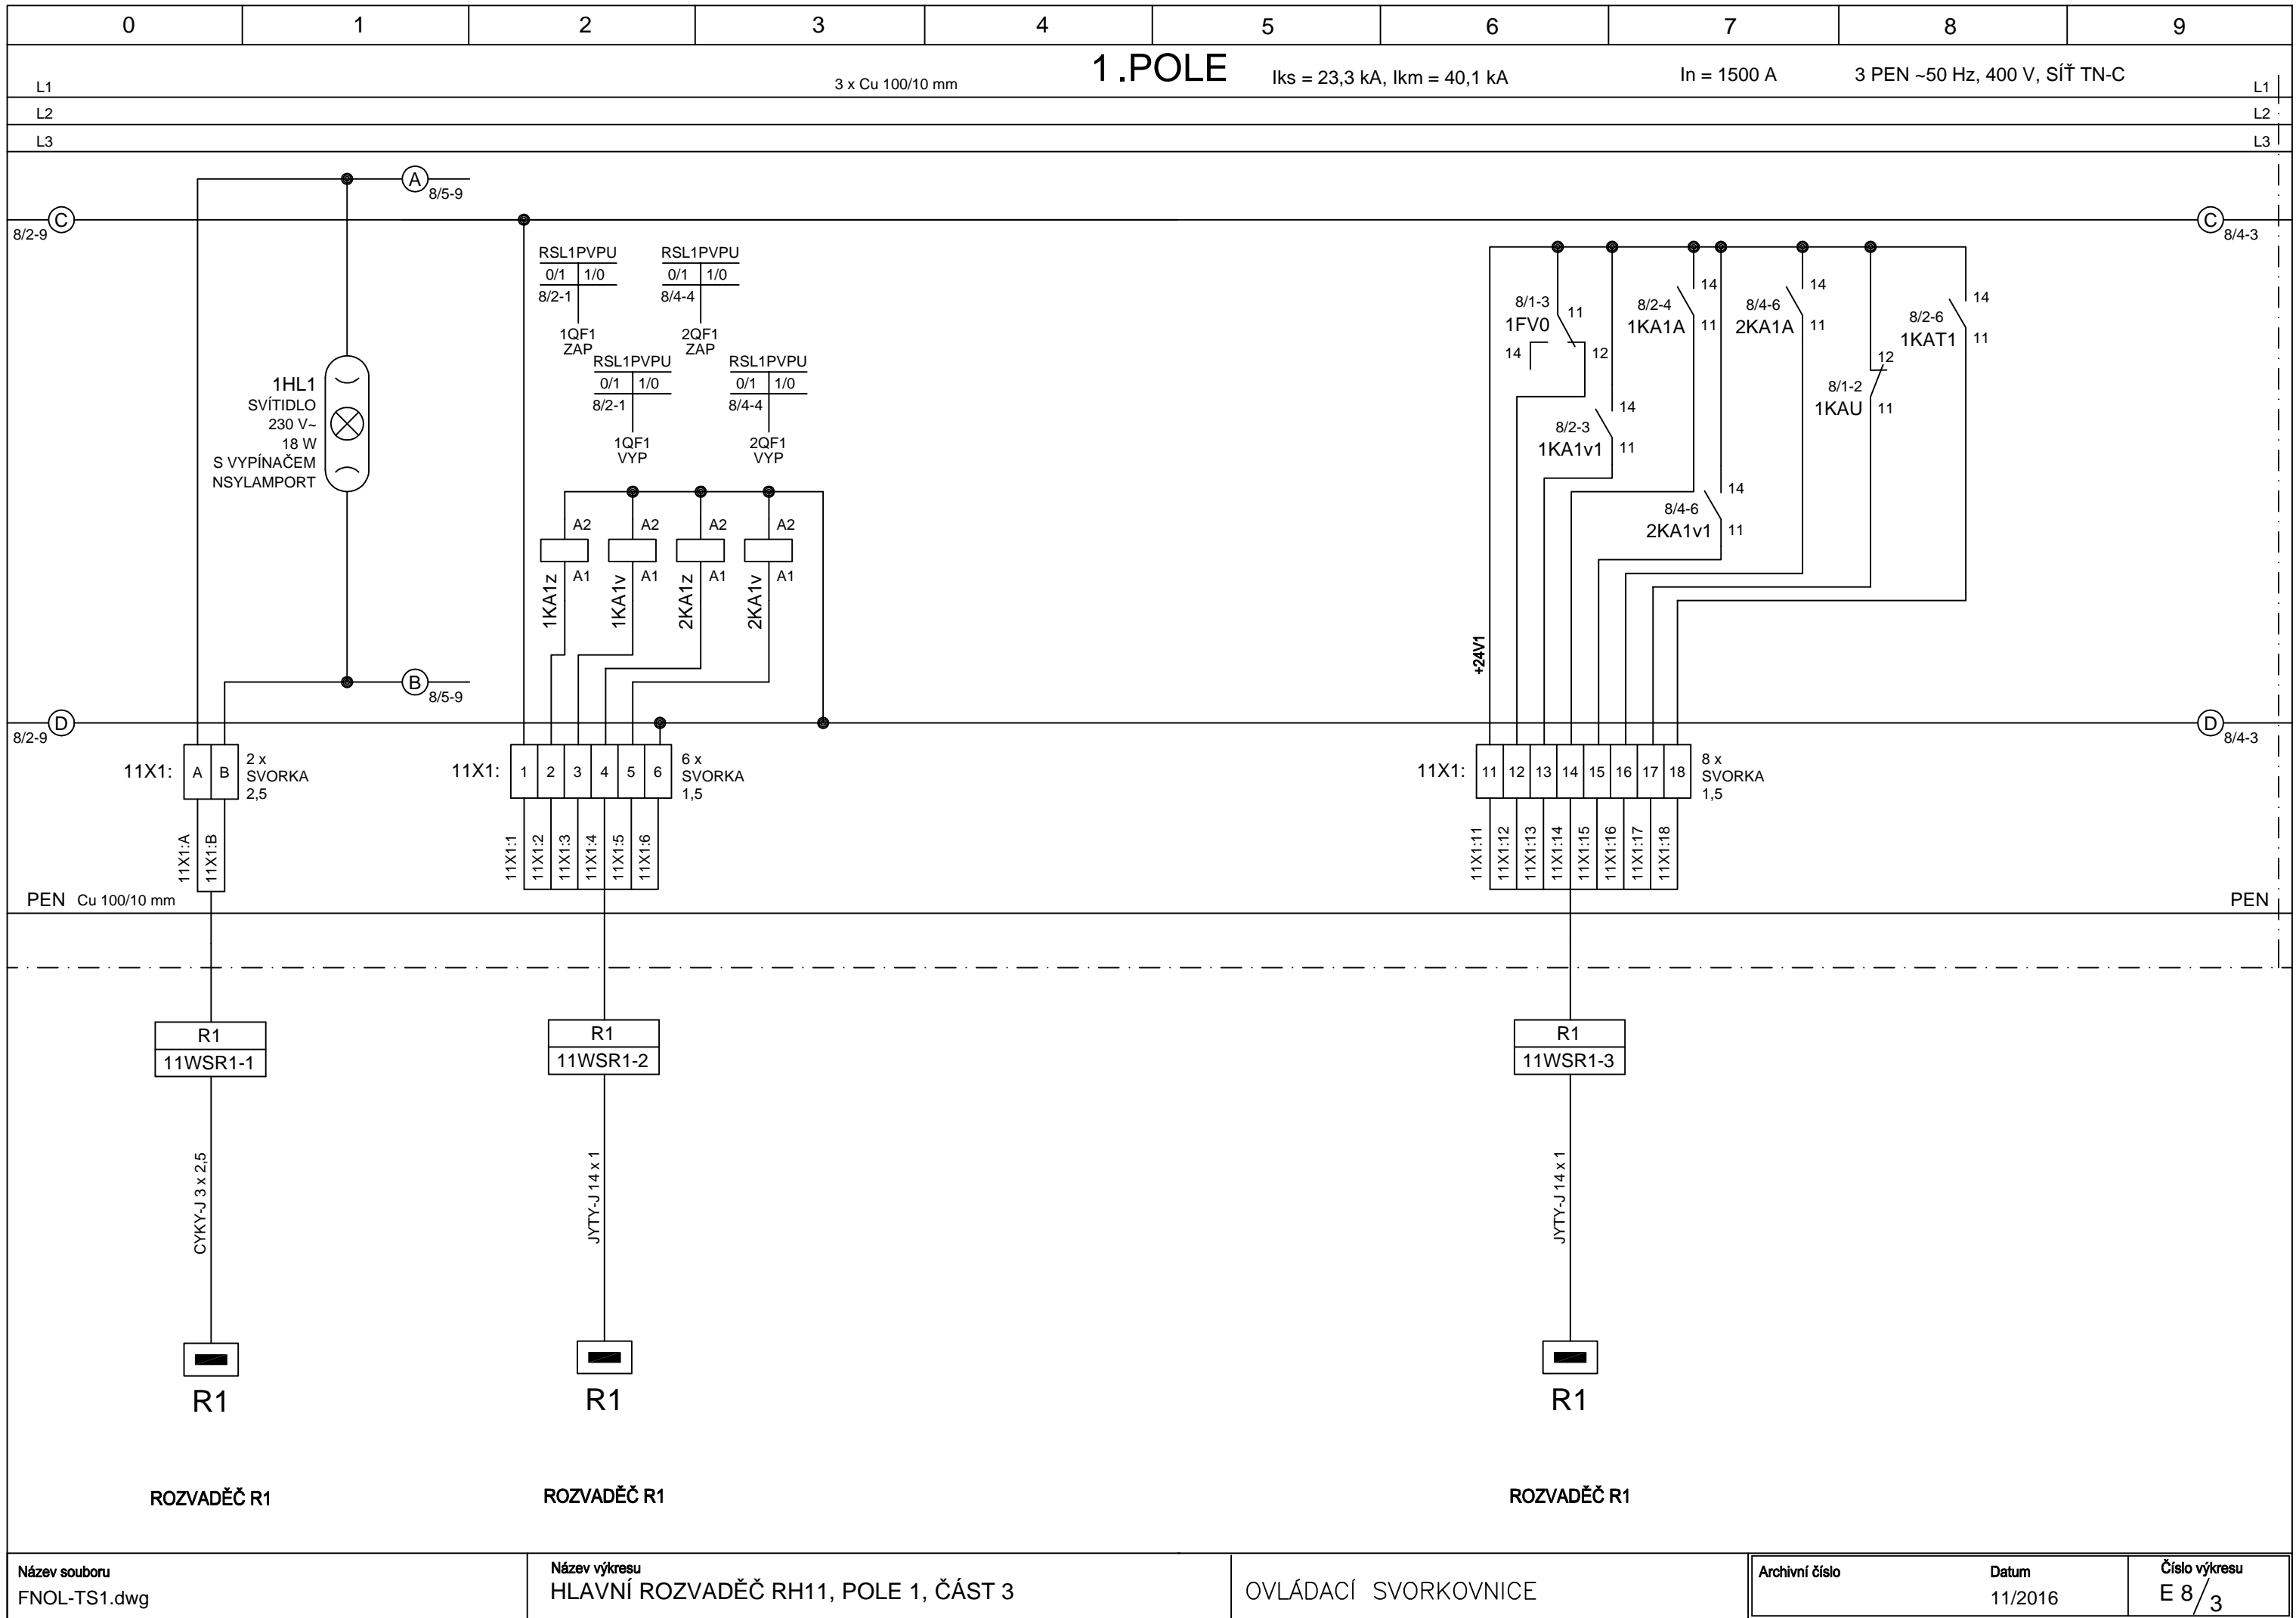 0 1 2 3 4 5 6 7 8 9
1.POLE
3 x Cu 100/10 mm
Iks = 23,3 kA, Ikm = 40,1 kA
In = 1500 A
3 PEN ~50 Hz, 400 V, SÍŤ TN-C
L1 L1
L2 L2
L3 L3
A
8/5-9
C
8/2-9
C
8/4-3
RSL1PVPU
0/1 1/0
8/2-1
1QF1
ZAP
RSL1PVPU
0/1 1/0
8/4-4
2QF1
ZAP
RSL1PVPU
0/1 1/0
8/2-1
1QF1
VYP
RSL1PVPU
0/1 1/0
8/4-4
2QF1
VYP
1HL1
SVÍTIDLO
230 V~
18 W
S VYPÍNAČEM
NSYLAMPORT
A2 A2 A2 A2
A1 A1 A1 A1
1KA1z
1KA1v
2KA1z
2KA1v
8/1-3
1FV0
11
14
12
8/2-3
1KA1v1
14
11
8/2-4
1KA1A
14
11
8/4-6
2KA1v1
14
11
8/4-6
2KA1A
14
11
8/1-2
1KAU
12
11
8/2-6
1KAT1
14
11
+24V1
B
8/5-9
D
8/2-9
D
8/4-3
11X1: A B
2 x
SVORKA
2,5
11X1: 1 2 3 4 5 6
6 x
SVORKA
1,5
11X1: 11 12 13 14 15 16 17 18
8 x
SVORKA
1,5
11X1:A
11X1:B
11X1:1
11X1:2
11X1:3
11X1:4
11X1:5
11X1:6
11X1:11
11X1:12
11X1:13
11X1:14
11X1:15
11X1:16
11X1:17
11X1:18
PEN Cu 100/10 mm
PEN
R1
11WSR1-1
R1
11WSR1-2
R1
11WSR1-3
CYKY-J 3 x 2,5
JYTY-J 14 x 1
JYTY-J 14 x 1
R1
R1
R1
ROZVADĚČ R1
ROZVADĚČ R1
ROZVADĚČ R1
Název souboru
FNOL-TS1.dwg
Název výkresu
HLAVNÍ ROZVADĚČ RH11, POLE 1, ČÁST 3
OVLÁDACÍ SVORKOVNICE
Archivní číslo
Datum
11/2016
Číslo výkresu
E 8/3